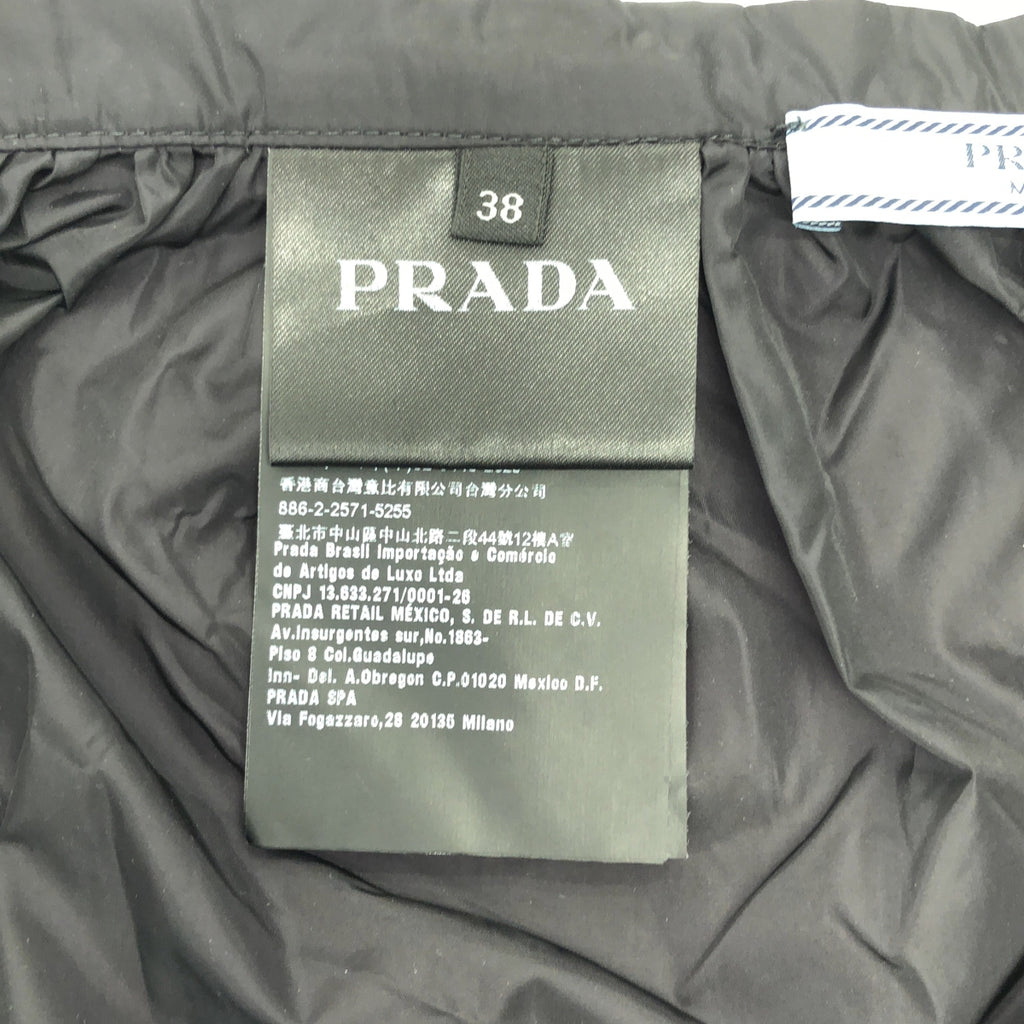 38
PRADA
PR
M
香港商台灣薏比有限公司台灣分公司
886-2-2571-5255
臺北市中山區中山北路二段44號12樓A室
Prada Brasil Importação e Comércio
de Artigos de Luxo Ltda
CNPJ 13.633.271/0001-26
PRADA RETAIL MÉXICO, S. DE R.L. DE C.V.
Av.Insurgentes sur,No.1863-
Piso 8 Col.Guadalupe
Inn- Del. A.Obregon C.P.01020 Mexico D.F.
PRADA SPA
Via Fogazzaro,28 20135 Milano